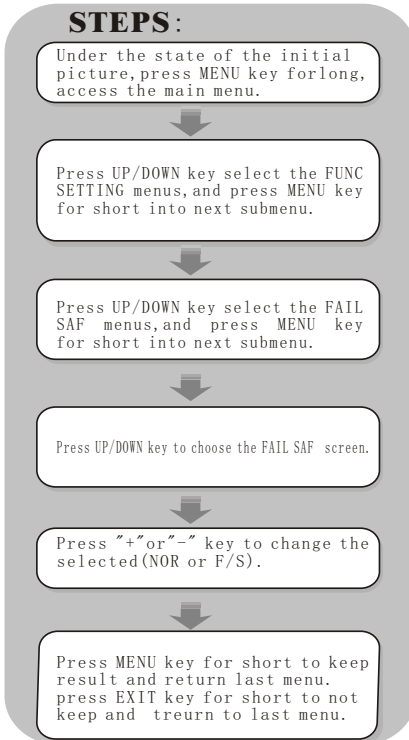 STEPS:
Under the state of the initial
picture,press MENU key forlong,
access the main menu.
Press UP/DOWN key select the FUNC
SETTING menus,and press MENU key
for short into next submenu.
Press UP/DOWN key select the FAIL
SAF menus,and press MENU key
for short into next submenu.
Press UP/DOWN key to choose the FAIL SAF screen.
Press "+"or"-" key to change the
selected(NOR or F/S).
Press MENU key for short to keep
result and return last menu.
press EXIT key for short to not
keep and treurn to last menu.